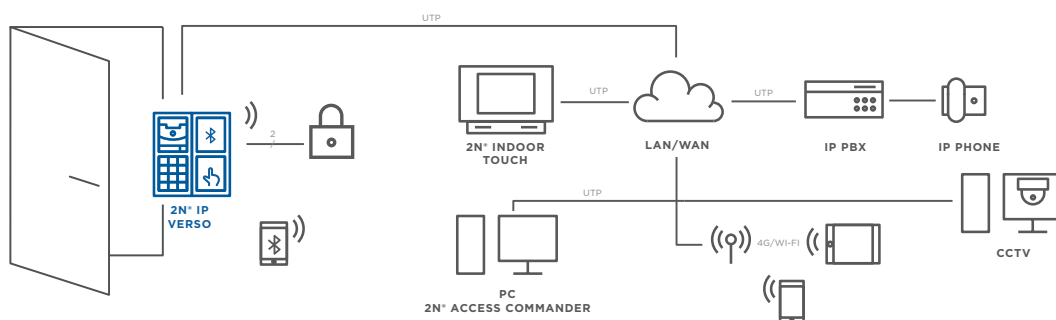 UTP
2
UTP
UTP
2N® INDOOR
TOUCH
LAN/WAN
IP PBX
IP PHONE
2N® IP
VERSO
UTP
4G/WI-FI
CCTV
PC
2N® ACCESS COMMANDER